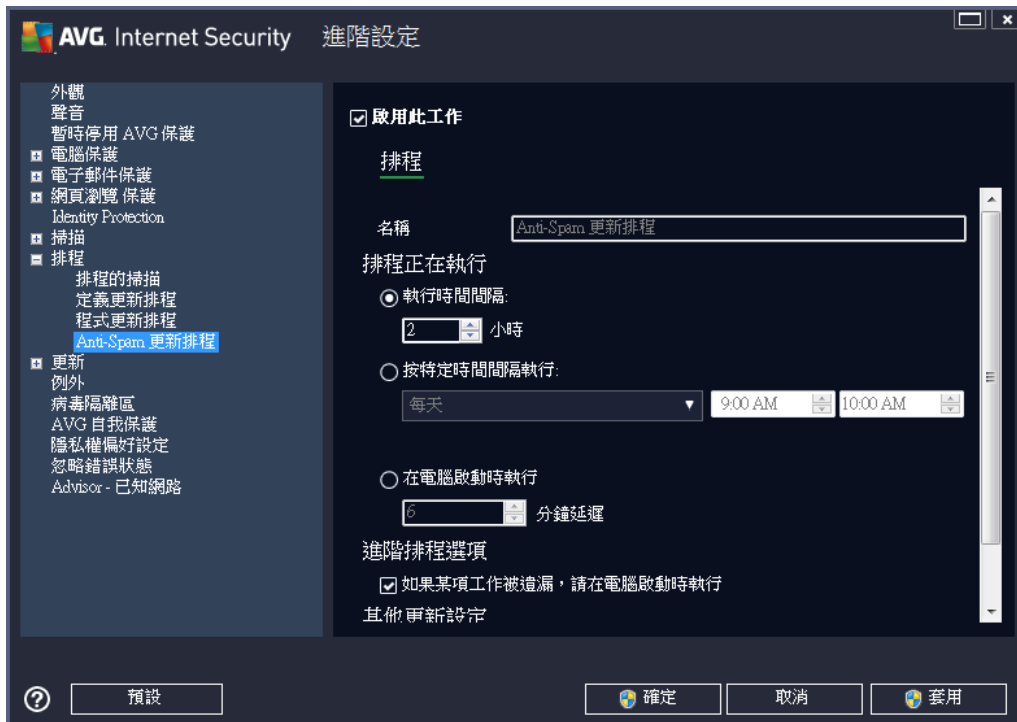 AVG. Internet Security 進階設定
外觀
聲音
暫時停用 AVG 保護
電腦保護
電子郵件保護
網頁瀏覽 保護
Identity Protection
掃描
排程
排程的掃描
定義更新排程
程式更新排程
Anti-Spam 更新排程
更新
例外
病毒隔離區
AVG 自我保護
隱私權偏好設定
忽略錯誤狀態
Advisor - 已知網路
啟用此工作
排程
名稱 Anti-Spam 更新排程
排程正在執行
執行時間間隔:
2 小時
按特定時間間隔執行:
每天 9:00 AM 10:00 AM
在電腦啟動時執行
6 分鐘延遲
進階排程選項
如果某項工作被遺漏，請在電腦啟動時執行
其他更新設定
預設 確定 取消 套用